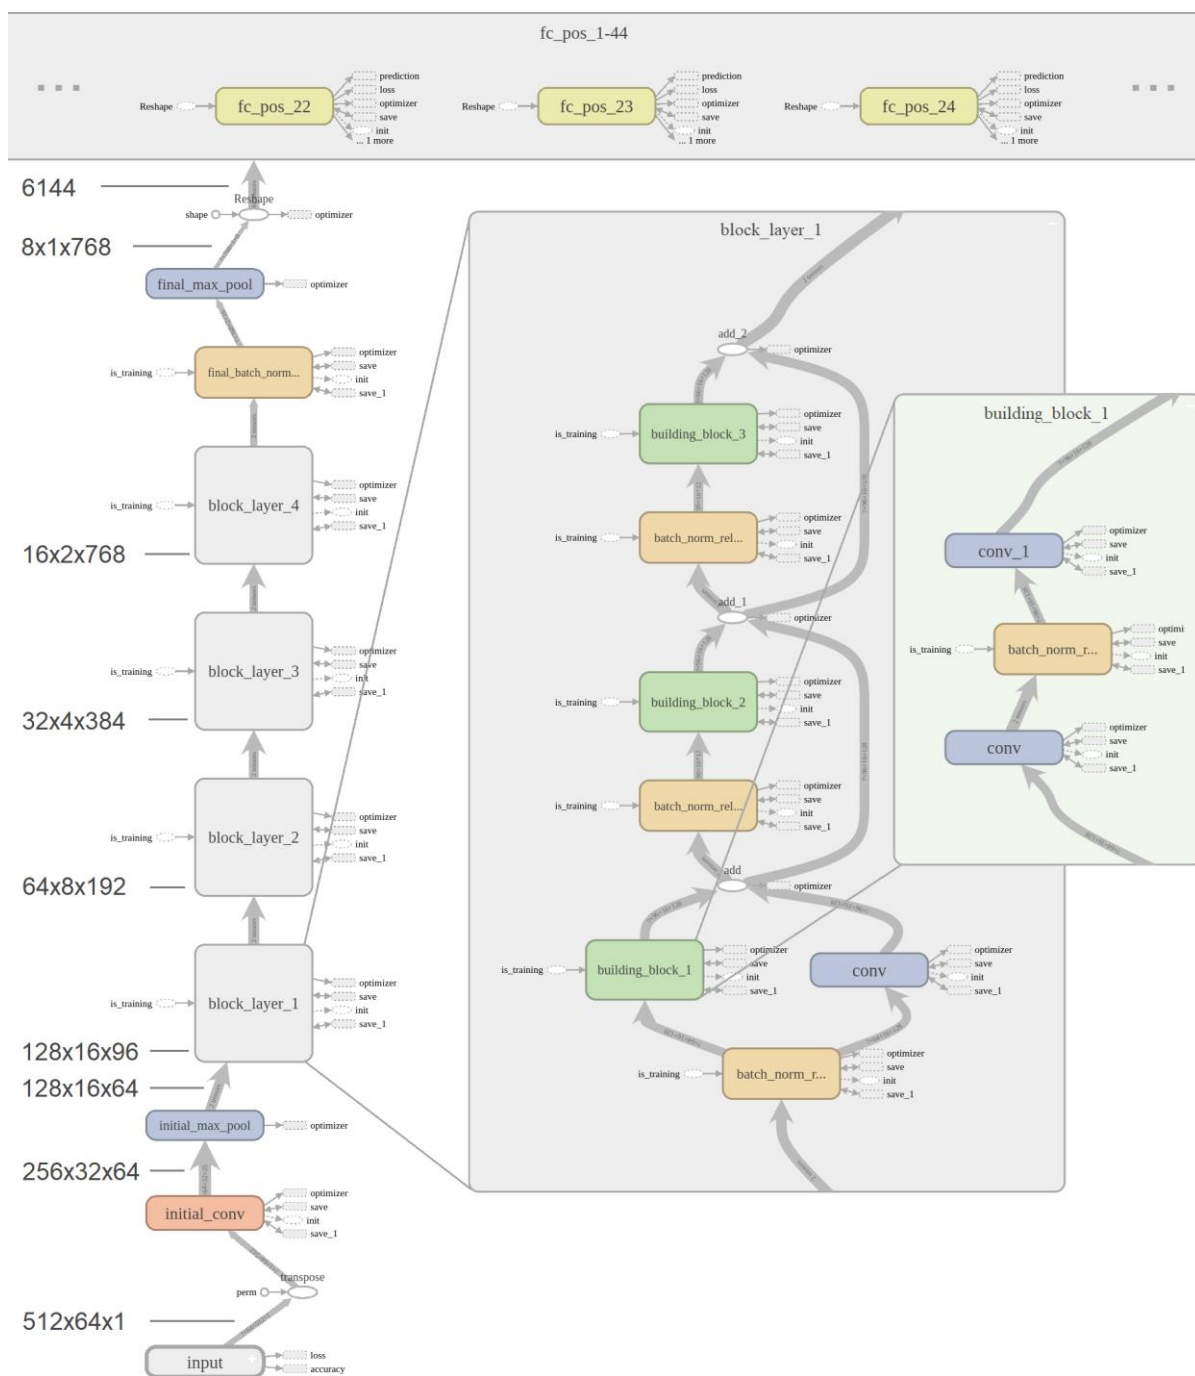 fc_pos_1-44
Reshape fc_pos_22 prediction loss optimizer save init ... 1 more
Reshape fc_pos_23 prediction loss optimizer save init ... 1 more
Reshape fc_pos_24 prediction loss optimizer save init ... 1 more
6144
Reshape
shape optimizer
8x1x768
final_max_pool optimizer
is_training final_batch_norm... optimizer save init save_1
is_training block_layer_4 optimizer save init save_1
16x2x768
is_training block_layer_3 optimizer save init save_1
32x4x384
is_training block_layer_2 optimizer save init save_1
64x8x192
is_training block_layer_1 optimizer save init save_1
128x16x96
128x16x64
initial_max_pool optimizer
256x32x64
initial_conv optimizer save init save_1
transpose
perm
512x64x1
input loss accuracy
block_layer_1
add_2
optimizer
is_training building_block_3 optimizer save init save_1
is_training batch_norm_rel... optimizer save init save_1
add_1
optimizer
is_training building_block_2 optimizer save init save_1
is_training batch_norm_rel... optimizer save init save_1
add
optimizer
is_training building_block_1 optimizer save init save_1
conv optimizer save init save_1
is_training batch_norm_r... optimizer save init save_1
building_block_1
conv_1 optimizer save init save_1
is_training batch_norm_r... optimi save init save_1
conv optimizer save init save_1